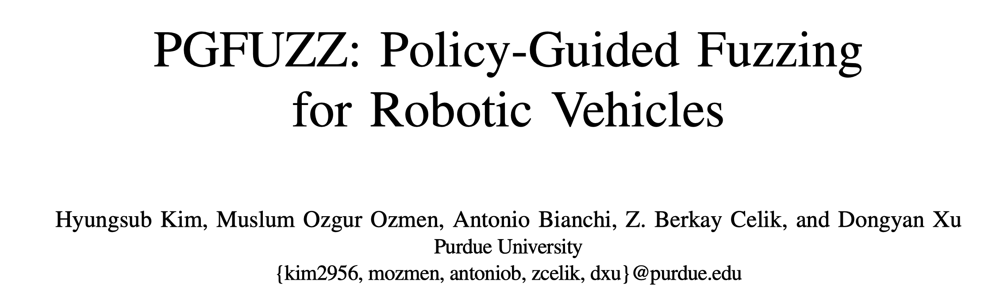 PGFUZZ: Policy-Guided Fuzzing
for Robotic Vehicles
Hyungsub Kim, Muslum Ozgur Ozmen, Antonio Bianchi, Z. Berkay Celik, and Dongyan Xu
Purdue University
{kim2956, mozmen, antoniob, zcelik, dxu}@purdue.edu